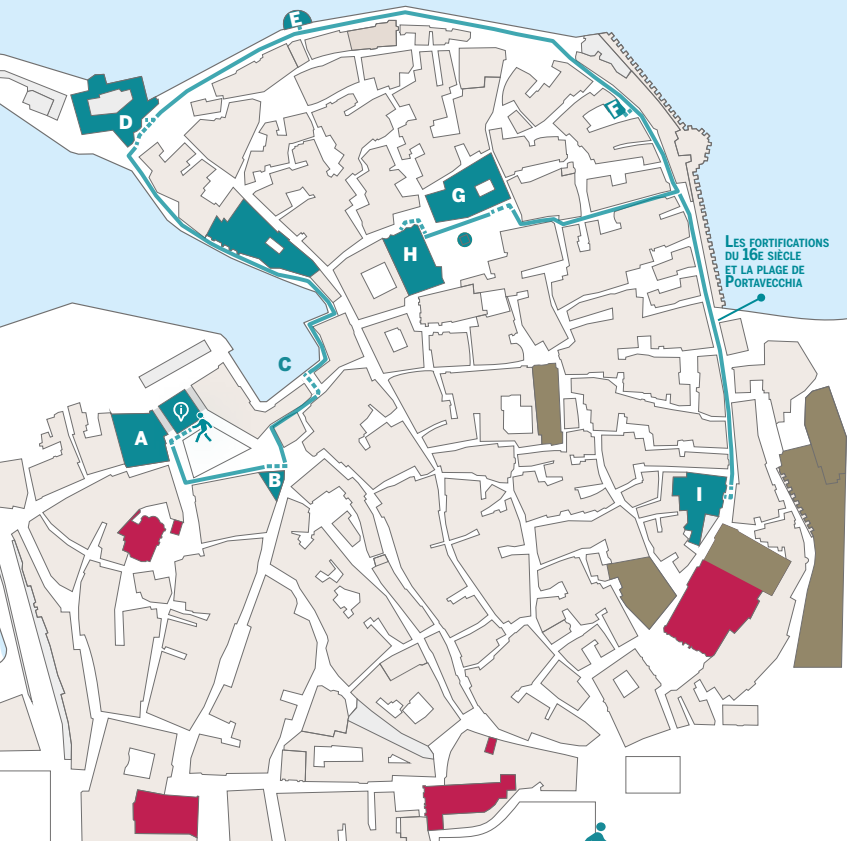 E
D
F
G
H
LES FORTIFICATIONS
DU 16E SIÈCLE
ET LA PLAGE DE
PORTAVECCHIA
C
i
A
B
I